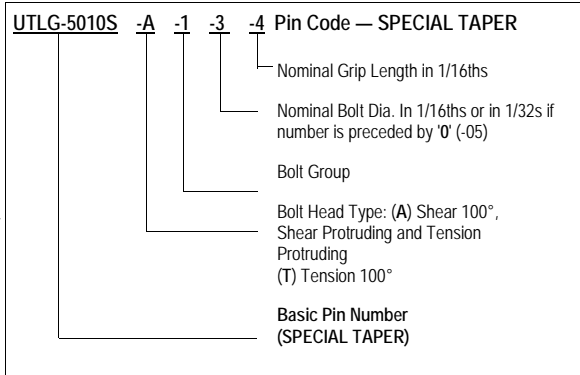 UTLG-5010S -A -1 -3 -4 Pin Code — SPECIAL TAPER
Nominal Grip Length in 1/16ths
Nominal Bolt Dia. In 1/16ths or in 1/32s if
number is preceded by '0' (-05)
Bolt Group
Bolt Head Type: (A) Shear 100°,
Shear Protruding and Tension
Protruding
(T) Tension 100°
Basic Pin Number
(SPECIAL TAPER)